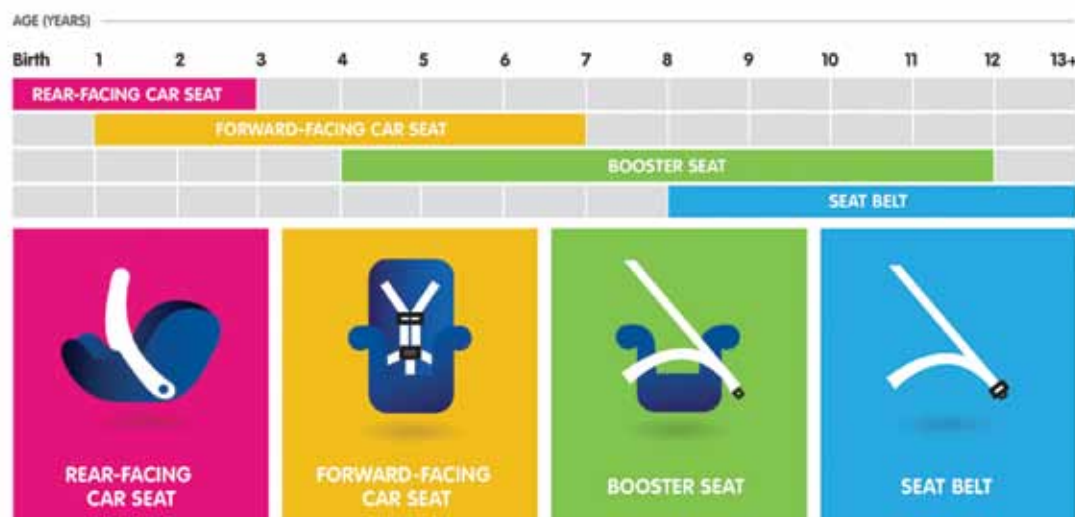 AGE (YEARS)
Birth 1 2 3 4 5 6 7 8 9 10 11 12 13+
REAR-FACING CAR SEAT
FORWARD-FACING CAR SEAT
BOOSTER SEAT
SEAT BELT
REAR-FACING
CAR SEAT
FORWARD-FACING
CAR SEAT
BOOSTER SEAT
SEAT BELT